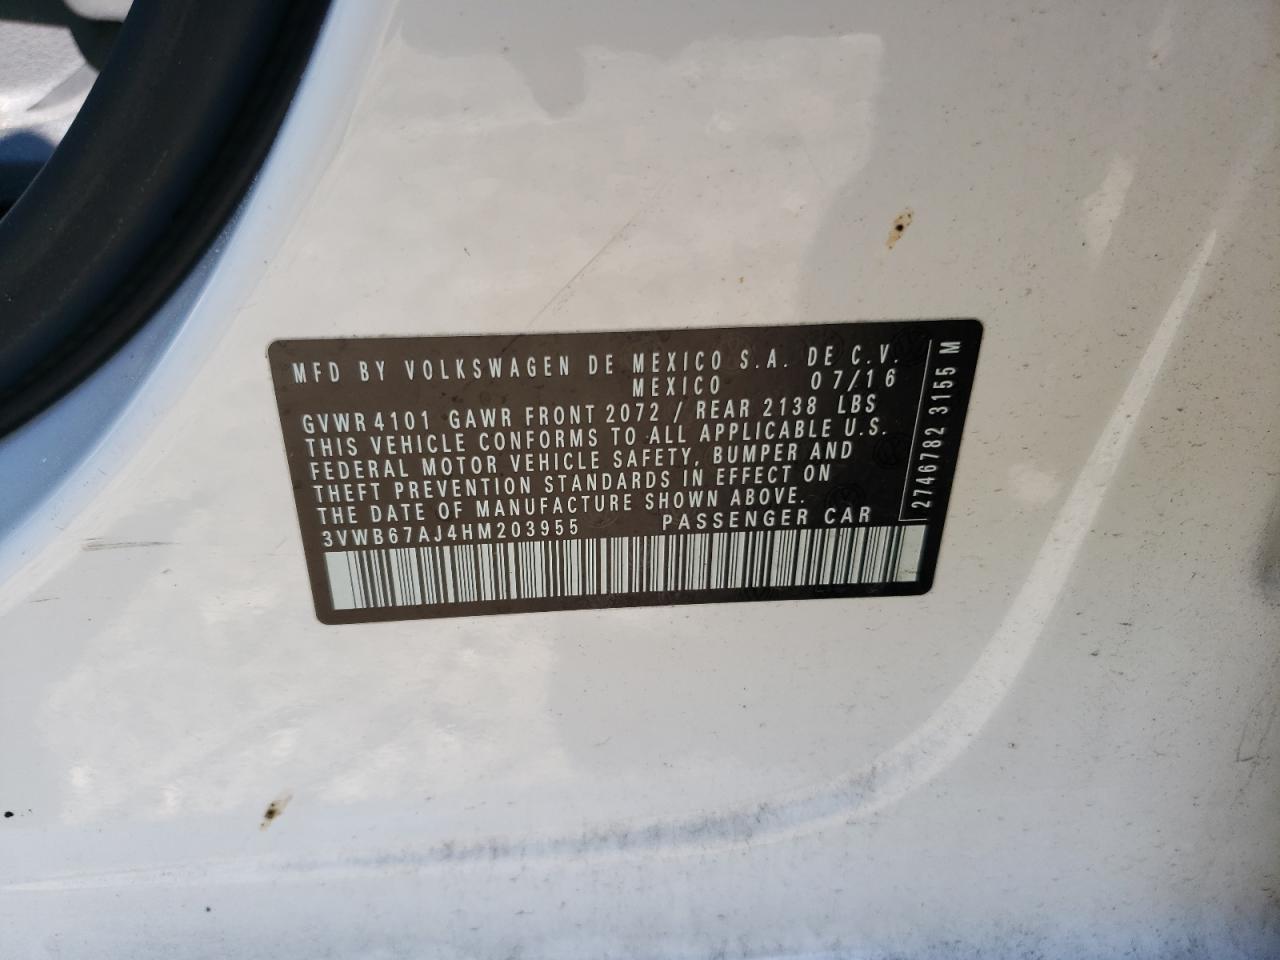 MFD BY VOLKSWAGEN DE MEXICO S.A. DE C.V.
MEXICO 07/16
GVWR 4101 GAWR FRONT 2072 / REAR 2138 LBS
THIS VEHICLE CONFORMS TO ALL APPLICABLE U.S.
FEDERAL MOTOR VEHICLE SAFETY, BUMPER AND
THEFT PREVENTION STANDARDS IN EFFECT ON
THE DATE OF MANUFACTURE SHOWN ABOVE.
3VWB67AJ4HM203955 PASSENGER CAR
2746782 3155 M